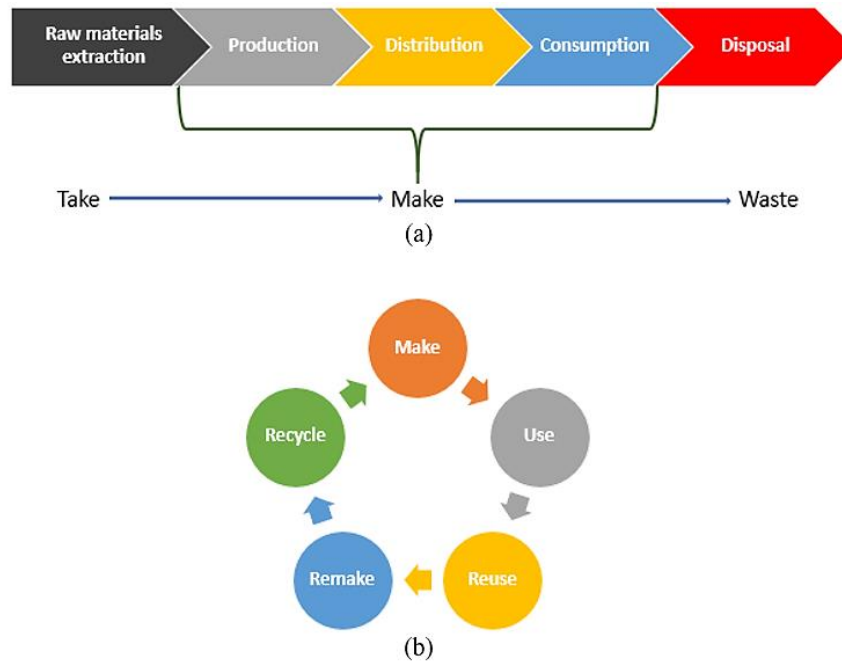 Raw materials
extraction
Production
Distribution
Consumption
Disposal
Take
Make
Waste
(a)
Make
Use
Reuse
Remake
Recycle
(b)